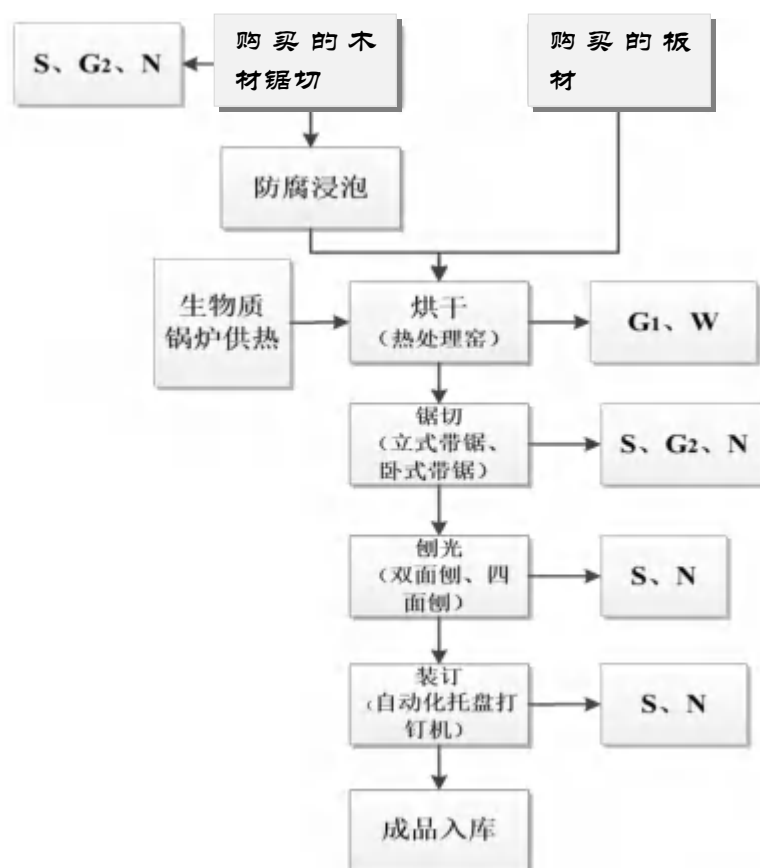 购买的木
材锯切
购买的板
材
S、G2、N
防腐浸泡
生物质
锅炉供热
烘干
（热处理窑）
G1、W
锯切
（立式带锯、
卧式带锯）
S、G2、N
刨光
（双面刨、四
面刨）
S、N
装订
（自动化托盘打
钉机）
S、N
成品入库